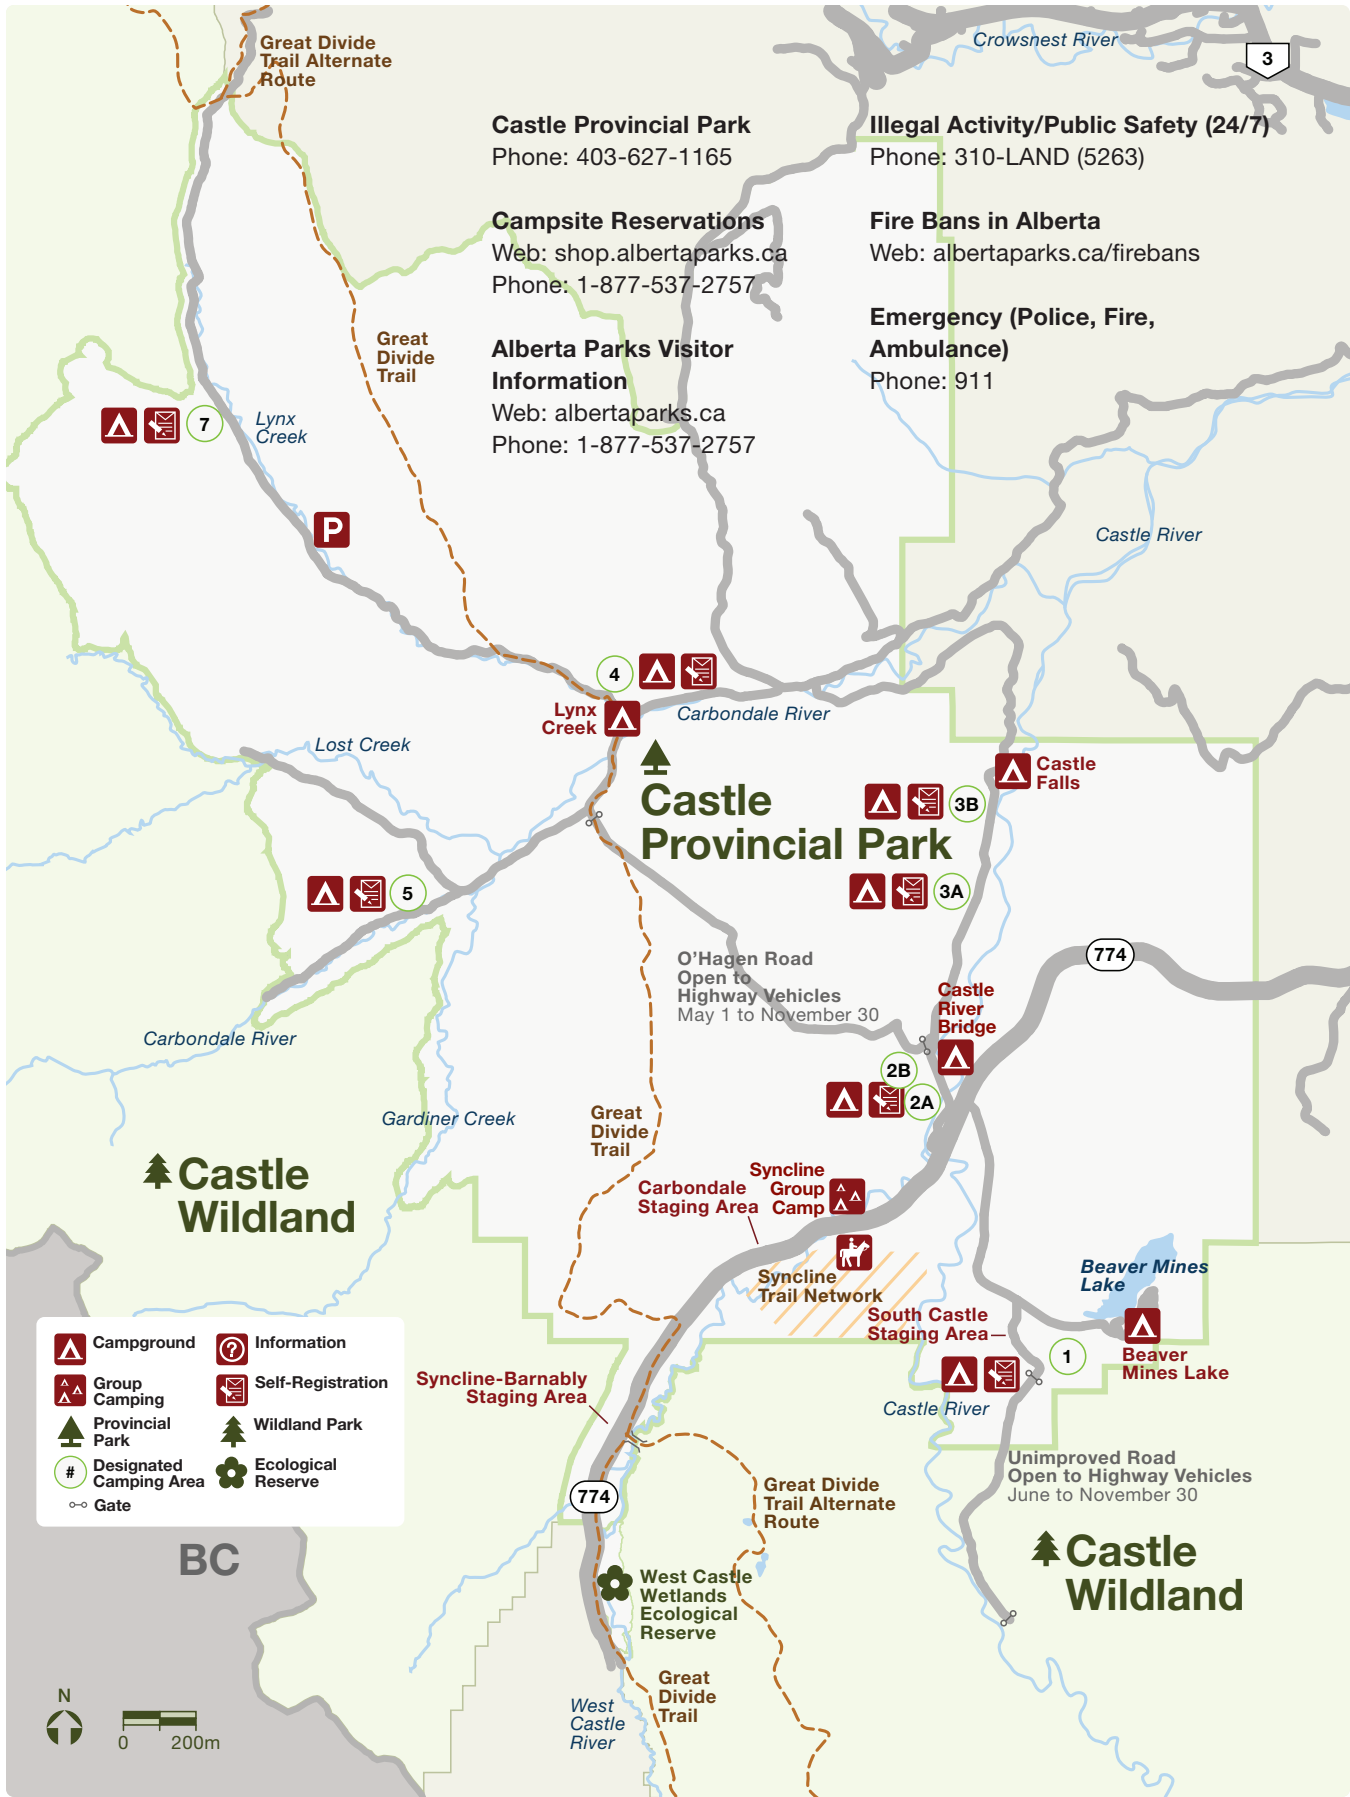 Great Divide
Trail Alternate
Route
Crowsnest River
3
Castle Provincial Park
Phone: 403-627-1165
Campsite Reservations
Web: shop.albertaparks.ca
Phone: 1-877-537-2757
Alberta Parks Visitor
Information
Web: albertaparks.ca
Phone: 1-877-537-2757
Illegal Activity/Public Safety (24/7)
Phone: 310-LAND (5263)
Fire Bans in Alberta
Web: albertaparks.ca/firebans
Emergency (Police, Fire,
Ambulance)
Phone: 911
Great
Divide
Trail
7
Lynx
Creek
P
Castle River
4
Lynx
Creek
Carbondale River
Lost Creek
Castle
Provincial Park
Castle
Falls
3B
3A
5
O'Hagen Road
Open to
Highway Vehicles
May 1 to November 30
774
Castle
River
Bridge
Carbondale River
2B
2A
Gardiner Creek
Great
Divide
Trail
Castle
Wildland
Syncline
Group
Camp
Carbondale
Staging Area
Syncline
Trail Network
Beaver Mines
Lake
South Castle
Staging Area
1
Beaver
Mines Lake
Castle River
Syncline-Barnably
Staging Area
Unimproved Road
Open to Highway Vehicles
June to November 30
Great Divide
Trail Alternate
Route
774
Castle
Wildland
West Castle
Wetlands
Ecological
Reserve
Great
Divide
Trail
West
Castle
River
Campground
Information
Group
Camping
Self-Registration
Provincial
Park
Wildland Park
#
Designated
Camping Area
Ecological
Reserve
Gate
?
BC
N
0 200m